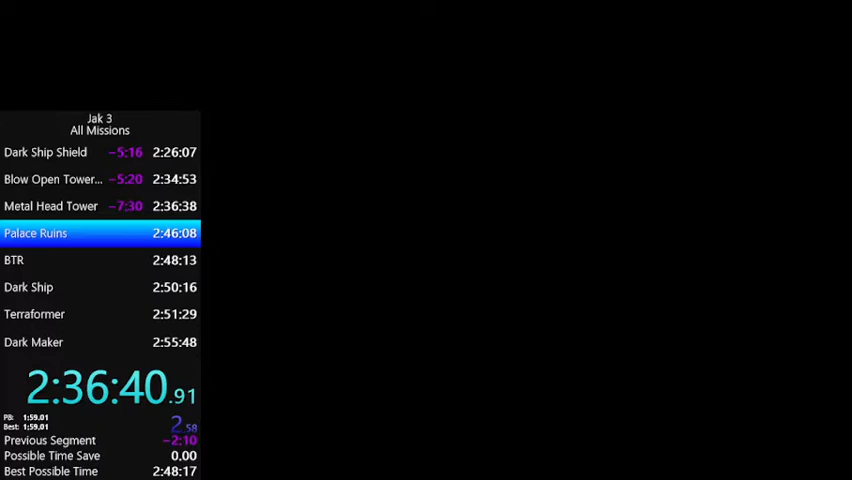 Jak 3
All Missions
Dark Ship Shield −5:16 2:26:07
Blow Open Tower... −5:20 2:34:53
Metal Head Tower −7:30 2:36:38
Palace Ruins 2:46:08
BTR 2:48:13
Dark Ship 2:50:16
Terraformer 2:51:29
Dark Maker 2:55:48
2:36:40.91
PB: 1:59.01
Best: 1:59.01 2.58
Previous Segment −2:10
Possible Time Save 0.00
Best Possible Time 2:48:17